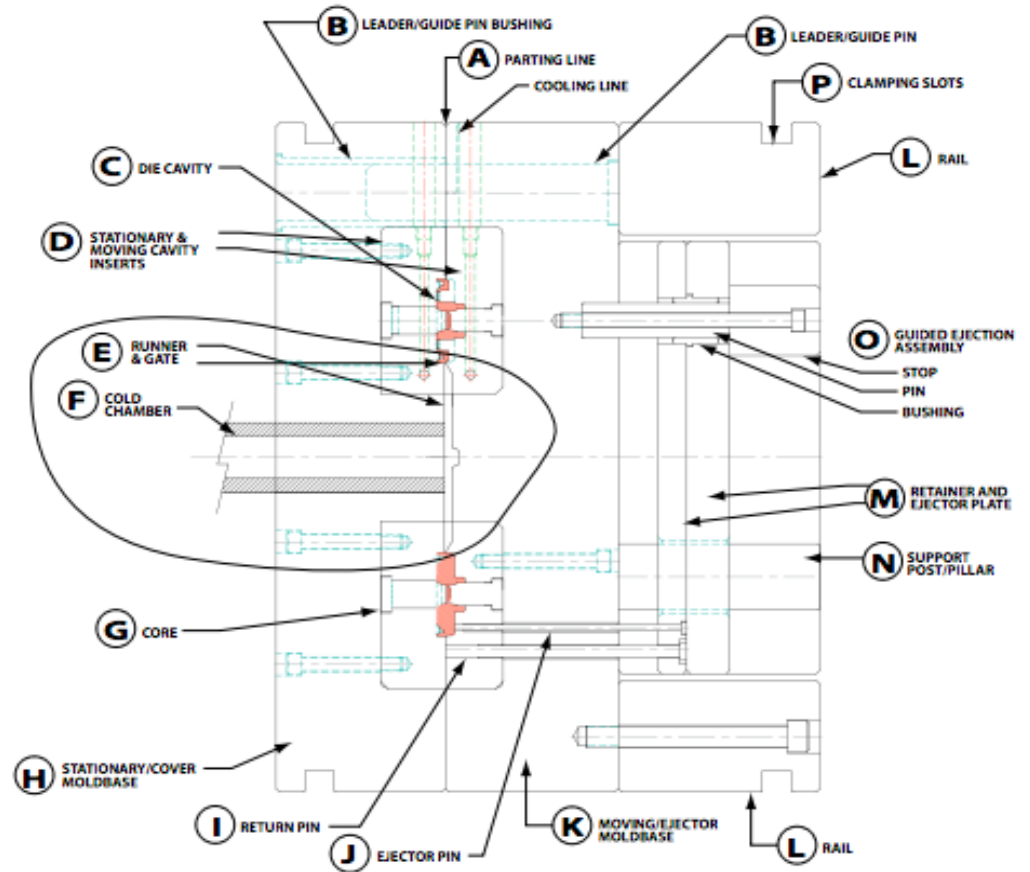 B LEADER/GUIDE PIN BUSHING
B LEADER/GUIDE PIN
A PARTING LINE
COOLING LINE
P CLAMPING SLOTS
C DIE CAVITY
L RAIL
D STATIONARY &
MOVING CAVITY
INSERTS
E RUNNER
& GATE
O GUIDED EJECTION
ASSEMBLY
STOP
PIN
BUSHING
F COLD
CHAMBER
M RETAINER AND
EJECTOR PLATE
N SUPPORT
POST/PILLAR
G CORE
H STATIONARY/COVER
MOLDBASE
I RETURN PIN
J EJECTOR PIN
K MOVING/EJECTOR
MOLDBASE
L RAIL